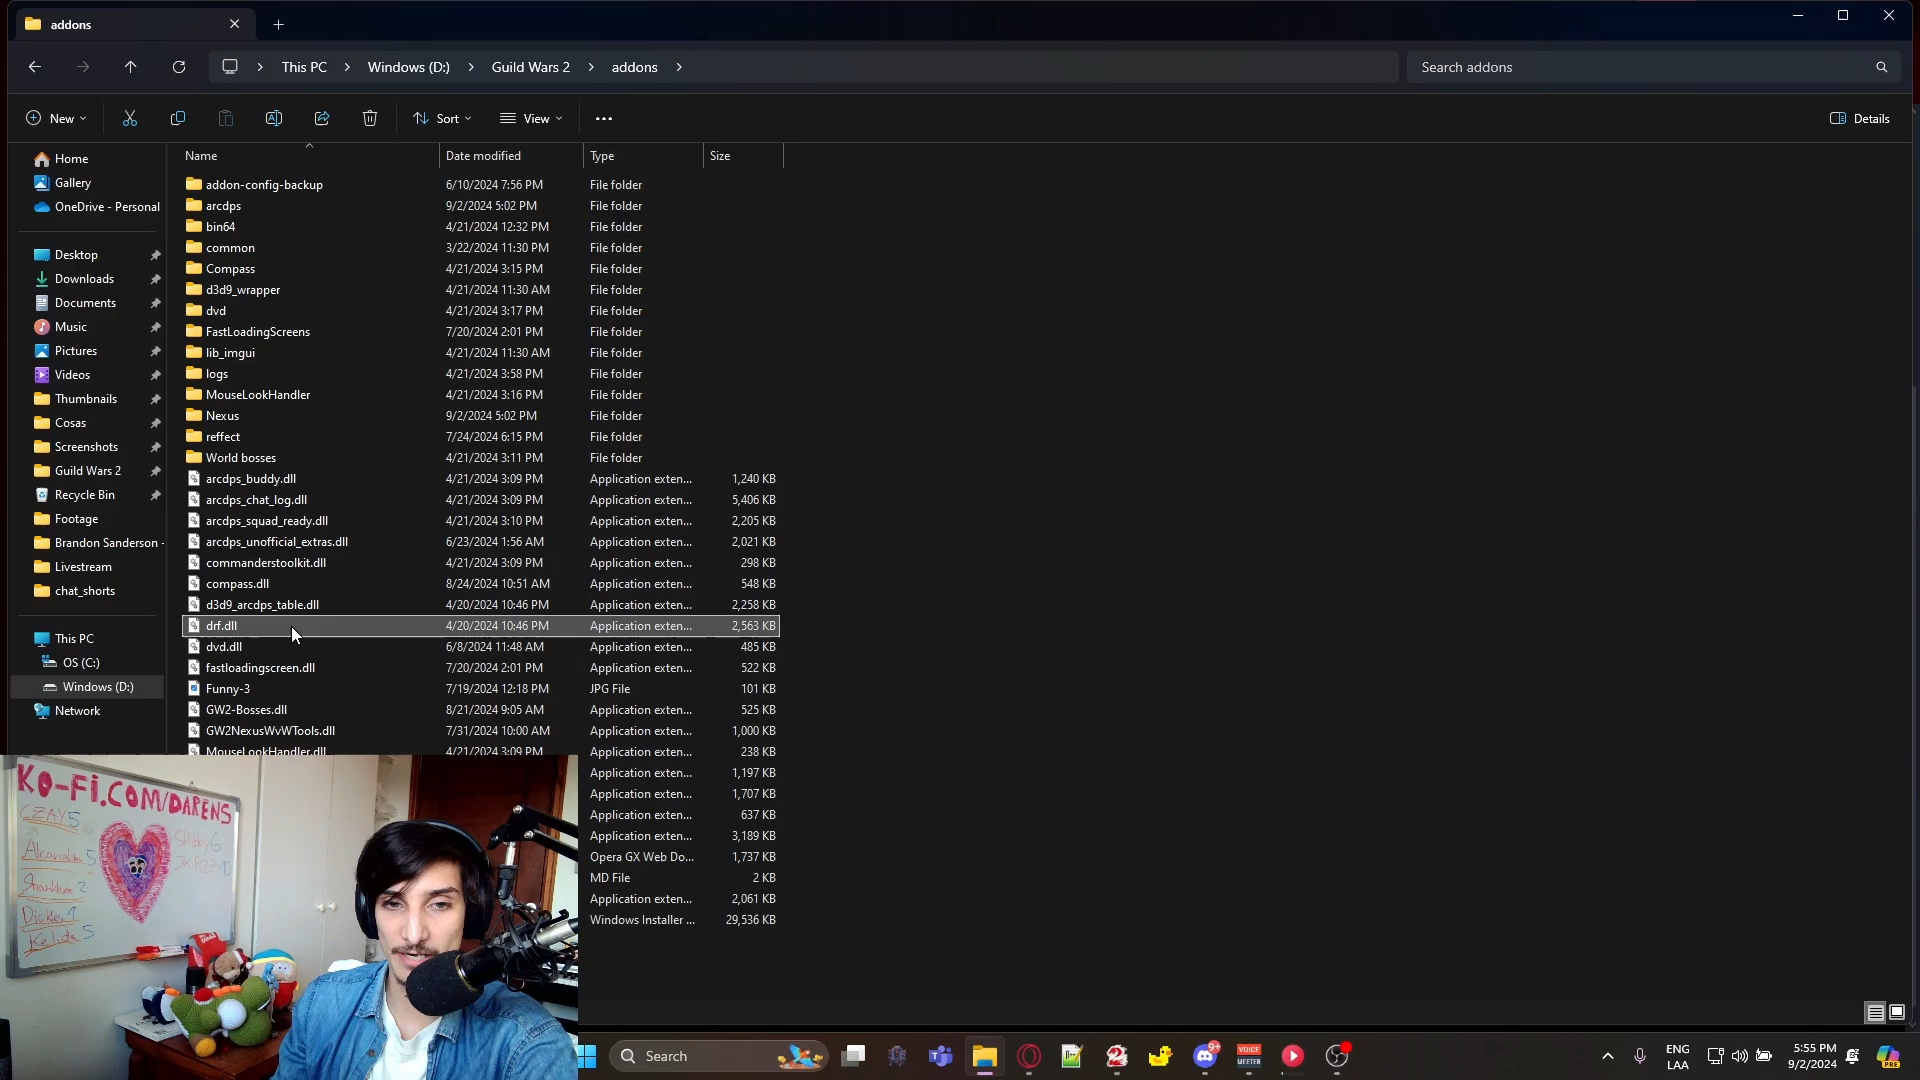 addons
This PC > Windows (D:) > Guild Wars 2 > addons >
Search addons
New
Sort
View
Details
Name
Date modified
Type
Size
Home
Gallery
OneDrive - Personal
Desktop
Downloads
Documents
Music
Pictures
Videos
Thumbnails
Cosas
Screenshots
Guild Wars 2
Recycle Bin
Footage
Brandon Sanderson -
Livestream
chat_shorts
This PC
OS (C:)
Windows (D:)
Network
addon-config-backup 6/10/2024 7:56 PM File folder
arcdps 9/2/2024 5:02 PM File folder
bin64 4/21/2024 12:32 PM File folder
common 3/22/2024 11:30 PM File folder
Compass 4/21/2024 3:15 PM File folder
d3d9_wrapper 4/21/2024 11:30 AM File folder
dvd 4/21/2024 3:17 PM File folder
FastLoadingScreens 7/20/2024 2:01 PM File folder
lib_imgui 4/21/2024 11:30 AM File folder
logs 4/21/2024 3:58 PM File folder
MouseLookHandler 4/21/2024 3:16 PM File folder
Nexus 9/2/2024 5:02 PM File folder
reffect 7/24/2024 6:15 PM File folder
World bosses 4/21/2024 3:11 PM File folder
arcdps_buddy.dll 4/21/2024 3:09 PM Application exten... 1,240 KB
arcdps_chat_log.dll 4/21/2024 3:09 PM Application exten... 5,406 KB
arcdps_squad_ready.dll 4/21/2024 3:10 PM Application exten... 2,205 KB
arcdps_unofficial_extras.dll 6/23/2024 1:56 AM Application exten... 2,021 KB
commanderstoolkit.dll 4/21/2024 3:09 PM Application exten... 298 KB
compass.dll 8/24/2024 10:51 AM Application exten... 548 KB
d3d9_arcdps_table.dll 4/20/2024 10:46 PM Application exten... 2,258 KB
drf.dll 4/20/2024 10:46 PM Application exten... 2,563 KB
dvd.dll 6/8/2024 11:48 AM Application exten... 485 KB
fastloadingscreen.dll 7/20/2024 2:01 PM Application exten... 522 KB
Funny-3 7/19/2024 12:18 PM JPG File 101 KB
GW2-Bosses.dll 8/21/2024 9:05 AM Application exten... 525 KB
GW2NexusWvWTools.dll 7/31/2024 10:00 AM Application exten... 1,000 KB
MouseLookHandler.dll 4/21/2024 3:09 PM Application exten... 238 KB
Application exten... 1,197 KB
Application exten... 1,707 KB
Application exten... 637 KB
Application exten... 3,189 KB
Opera GX Web Do... 1,737 KB
MD File 2 KB
Application exten... 2,061 KB
Windows Installer ... 29,536 KB
KO-Fi.COM/DARENS
CZAY 5
Search
9+
VOICE
MEETER
ENG
LAA
5:55 PM
9/2/2024
PRE